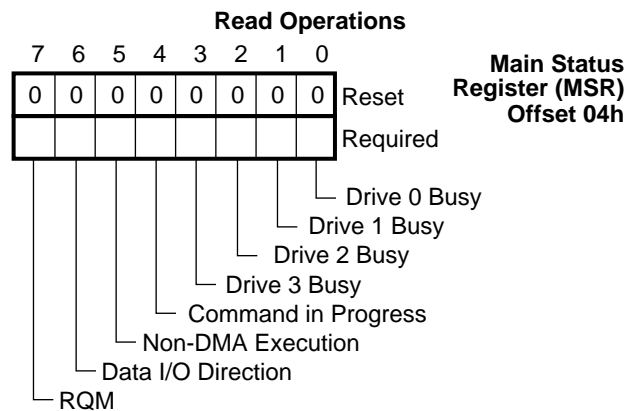 Read Operations
7 6 5 4 3 2 1 0
Main Status
Register (MSR)
Offset 04h
0 0 0 0 0 0 0 0 Reset
Required
Drive 0 Busy
Drive 1 Busy
Drive 2 Busy
Drive 3 Busy
Command in Progress
Non-DMA Execution
Data I/O Direction
RQM